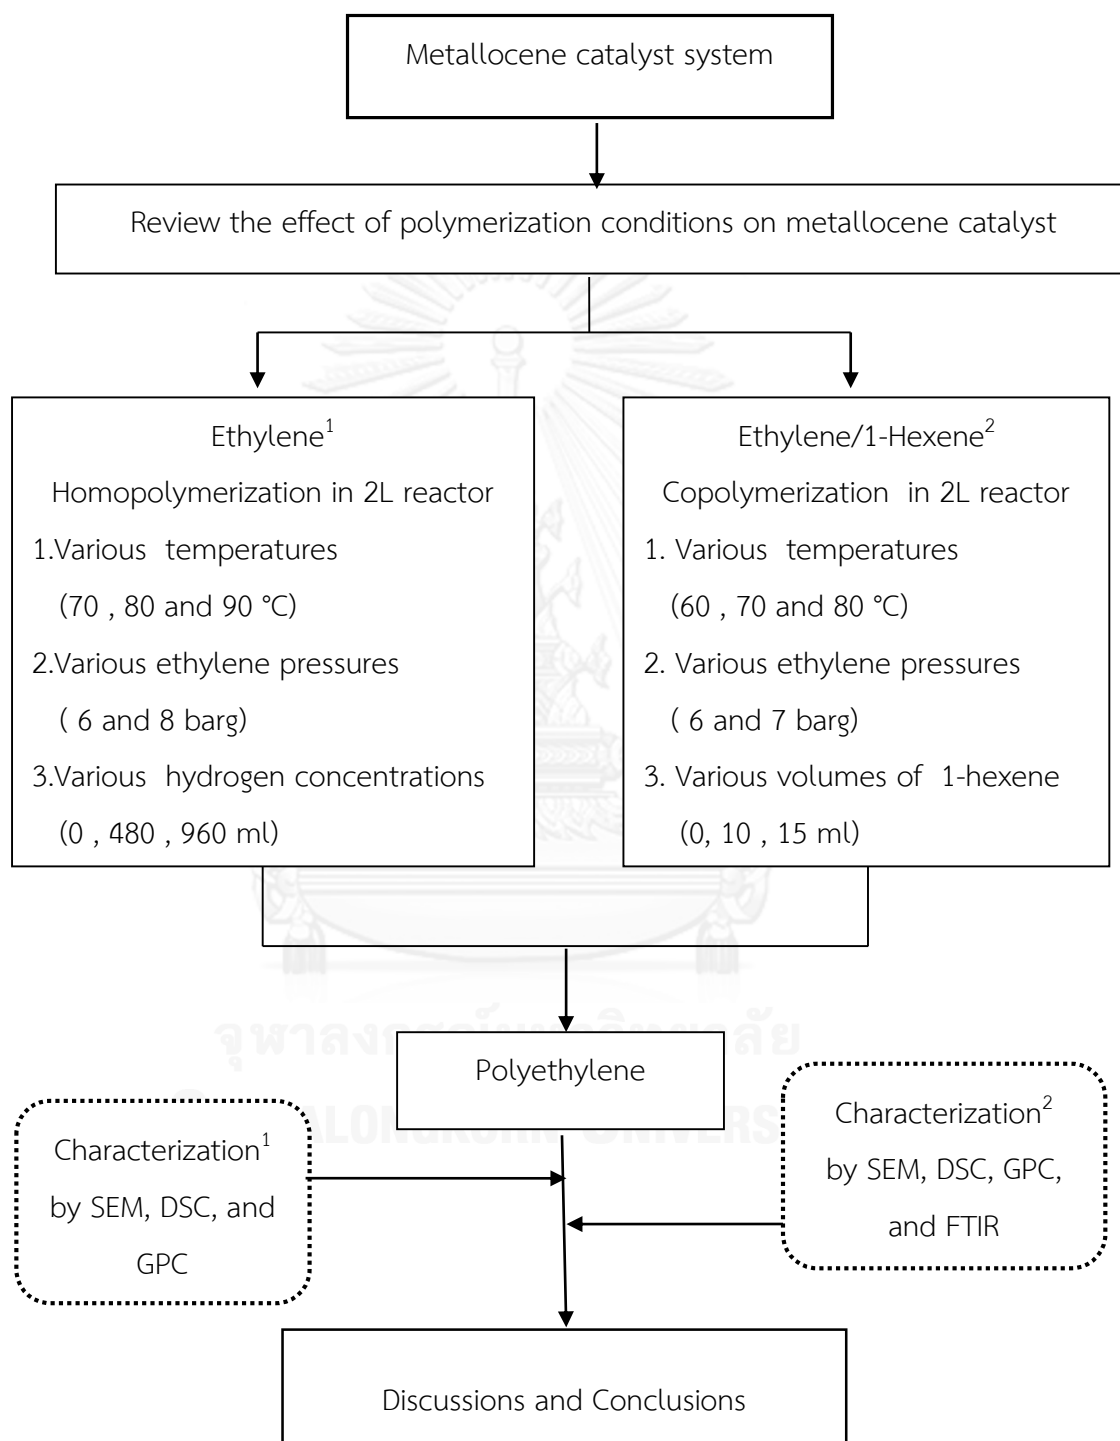 Metallocene catalyst system
Review the effect of polymerization conditions on metallocene catalyst
Ethylene¹
Homopolymerization in 2L reactor
1.Various temperatures
(70 , 80 and 90 °C)
2.Various ethylene pressures
( 6 and 8 barg)
3.Various hydrogen concentrations
(0 , 480 , 960 ml)
Ethylene/1-Hexene²
Copolymerization in 2L reactor
1. Various temperatures
(60 , 70 and 80 °C)
2. Various ethylene pressures
( 6 and 7 barg)
3. Various volumes of 1-hexene
(0, 10 , 15 ml)
Polyethylene
Characterization¹
by SEM, DSC, and
GPC
Characterization²
by SEM, DSC, GPC,
and FTIR
Discussions and Conclusions